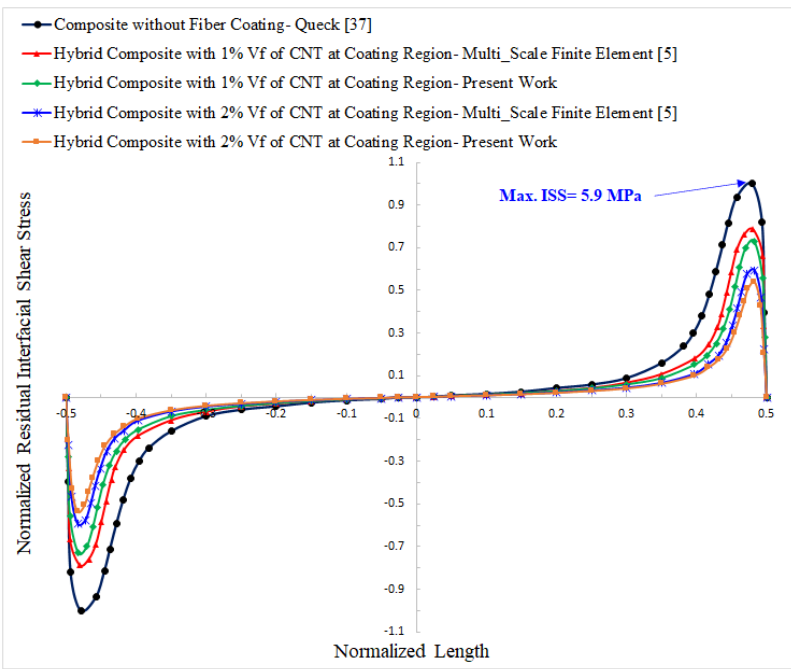 Composite without Fiber Coating- Queck [37]
Hybrid Composite with 1% Vf of CNT at Coating Region- Multi_Scale Finite Element [5]
Hybrid Composite with 1% Vf of CNT at Coating Region- Present Work
Hybrid Composite with 2% Vf of CNT at Coating Region- Multi_Scale Finite Element [5]
Hybrid Composite with 2% Vf of CNT at Coating Region- Present Work
Normalized Residual Interfacial Shear Stress
1.1
Max. ISS= 5.9 MPa
0.9
0.7
0.5
0.3
0.1
-0.5 -0.4 -0.3 -0.2 -0.1 0 0.1 0.2 0.3 0.4 0.5
-0.1
-0.3
-0.5
-0.7
-0.9
-1.1
Normalized Length